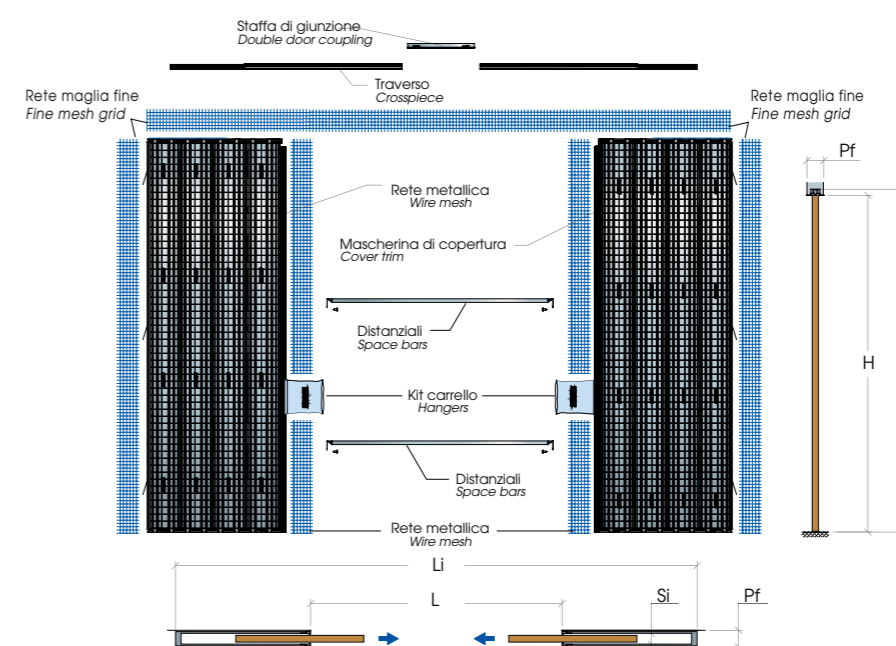 Staffa di giunzione
Double door coupling
Traverso
Crosspiece
Rete maglia fine
Fine mesh grid
Rete maglia fine
Fine mesh grid
Pf
Rete metallica
Wire mesh
Mascherina di copertura
Cover trim
Distanziali
Space bars
H
Kit carrello
Hangers
Distanziali
Space bars
Rete metallica
Wire mesh
Li
L
Si
Pf